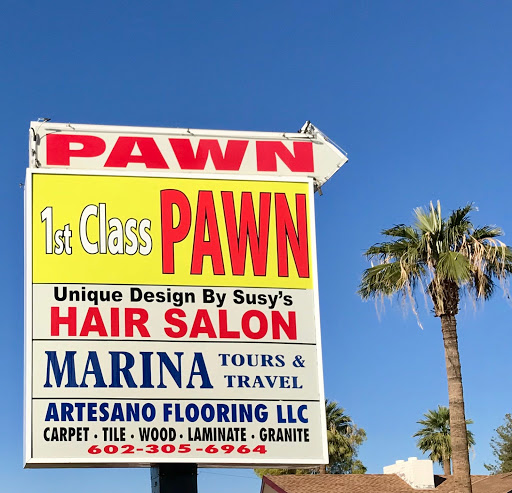 PAWN
1st Class PAWN
Unique Design By Susy's
HAIR SALON
MARINA TOURS &
TRAVEL
ARTESANO FLOORING LLC
CARPET · TILE · WOOD · LAMINATE · GRANITE
602-305-6964